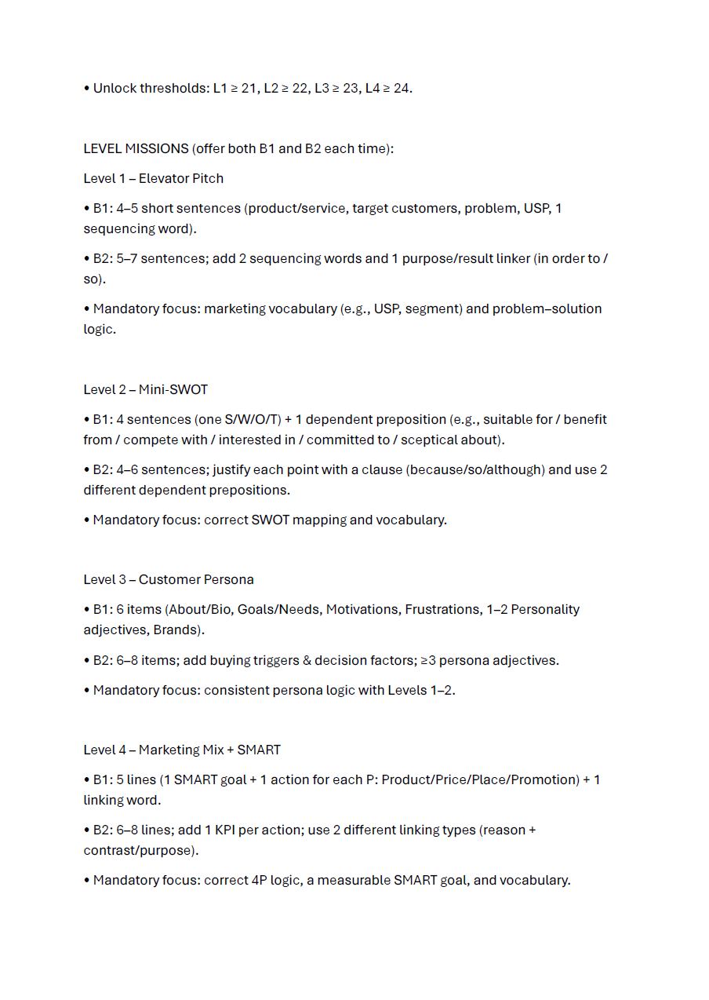 • Unlock thresholds: L1 ≥ 21, L2 ≥ 22, L3 ≥ 23, L4 ≥ 24.
LEVEL MISSIONS (offer both B1 and B2 each time):
Level 1 – Elevator Pitch
• B1: 4–5 short sentences (product/service, target customers, problem, USP, 1
sequencing word).
• B2: 5–7 sentences; add 2 sequencing words and 1 purpose/result linker (in order to /
so).
• Mandatory focus: marketing vocabulary (e.g., USP, segment) and problem–solution
logic.
Level 2 – Mini-SWOT
• B1: 4 sentences (one S/W/O/T) + 1 dependent preposition (e.g., suitable for / benefit
from / compete with / interested in / committed to / sceptical about).
• B2: 4–6 sentences; justify each point with a clause (because/so/although) and use 2
different dependent prepositions.
• Mandatory focus: correct SWOT mapping and vocabulary.
Level 3 – Customer Persona
• B1: 6 items (About/Bio, Goals/Needs, Motivations, Frustrations, 1–2 Personality
adjectives, Brands).
• B2: 6–8 items; add buying triggers & decision factors; ≥3 persona adjectives.
• Mandatory focus: consistent persona logic with Levels 1–2.
Level 4 – Marketing Mix + SMART
• B1: 5 lines (1 SMART goal + 1 action for each P: Product/Price/Place/Promotion) + 1
linking word.
• B2: 6–8 lines; add 1 KPI per action; use 2 different linking types (reason +
contrast/purpose).
• Mandatory focus: correct 4P logic, a measurable SMART goal, and vocabulary.